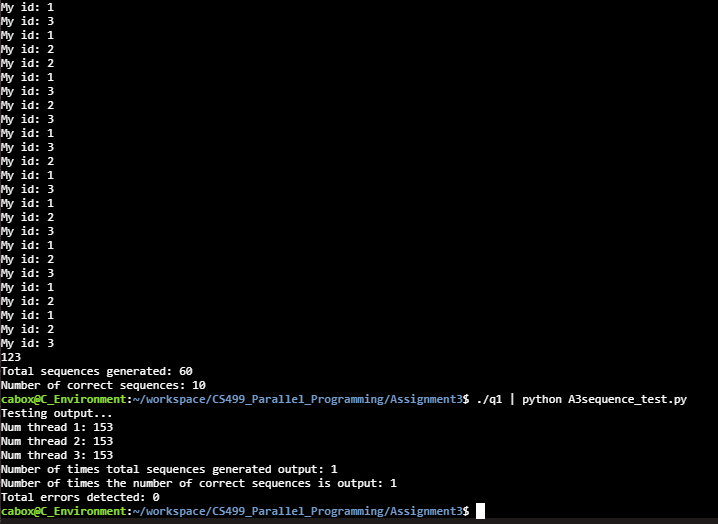 My id: 1
My id: 3
My id: 1
My id: 2
My id: 2
My id: 1
My id: 3
My id: 2
My id: 3
My id: 1
My id: 3
My id: 2
My id: 1
My id: 3
My id: 1
My id: 2
My id: 3
My id: 1
My id: 2
My id: 3
My id: 1
My id: 2
My id: 1
My id: 2
My id: 3
123
Total sequences generated: 60
Number of correct sequences: 10
cabox@C_Environment:~/workspace/CS499_Parallel_Programming/Assignment3$ ./q1 | python A3sequence_test.py
Testing output...
Num thread 1: 153
Num thread 2: 153
Num thread 3: 153
Number of times total sequences generated output: 1
Number of times the number of correct sequences is output: 1
Total errors detected: 0
cabox@C_Environment:~/workspace/CS499_Parallel_Programming/Assignment3$